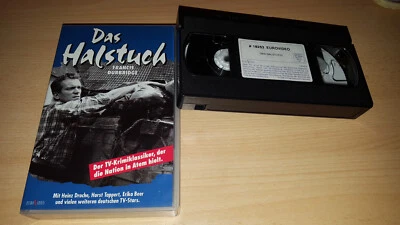 Das
Halstuch
FRANCIS
DURBRIDGE
Der TV-Krimiklassiker, der
die Nation in Atem hielt.
Mit Heinz Drache, Horst Tappert, Erika Beer
und vielen weiteren deutschen TV-Stars.
EUROVIDEO